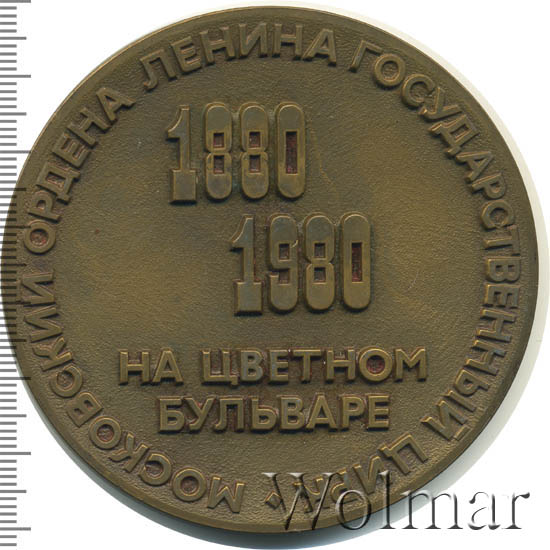 МОСКОВСКИЙ ОРДЕНА ЛЕНИНА ГОСУДАРСТВЕННЫЙ ЦИРК
1880
1980
НА ЦВЕТНОМ
БУЛЬВАРЕ
Wolmar